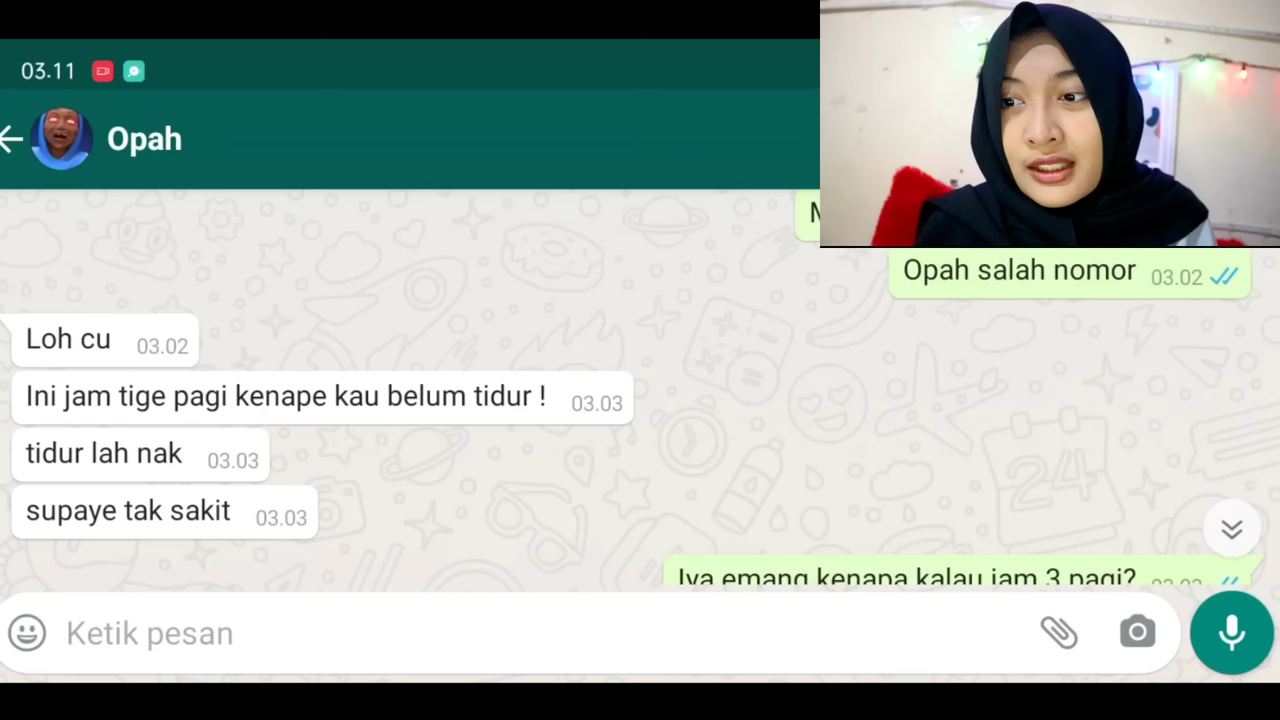 03.11
Opah
Opah salah nomor 03.02
Loh cu 03.02
Ini jam tige pagi kenape kau belum tidur ! 03.03
tidur lah nak 03.03
supaye tak sakit 03.03
Iya emang kenapa kalau jam 3 pagi?
Ketik pesan